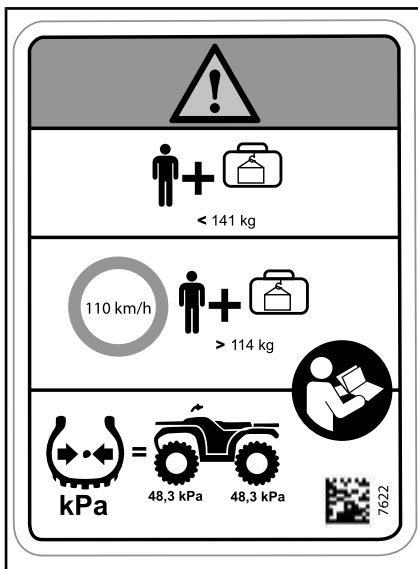 < 141 kg
110 km/h
> 114 kg
kPa
=
48,3 kPa 48,3 kPa
7622